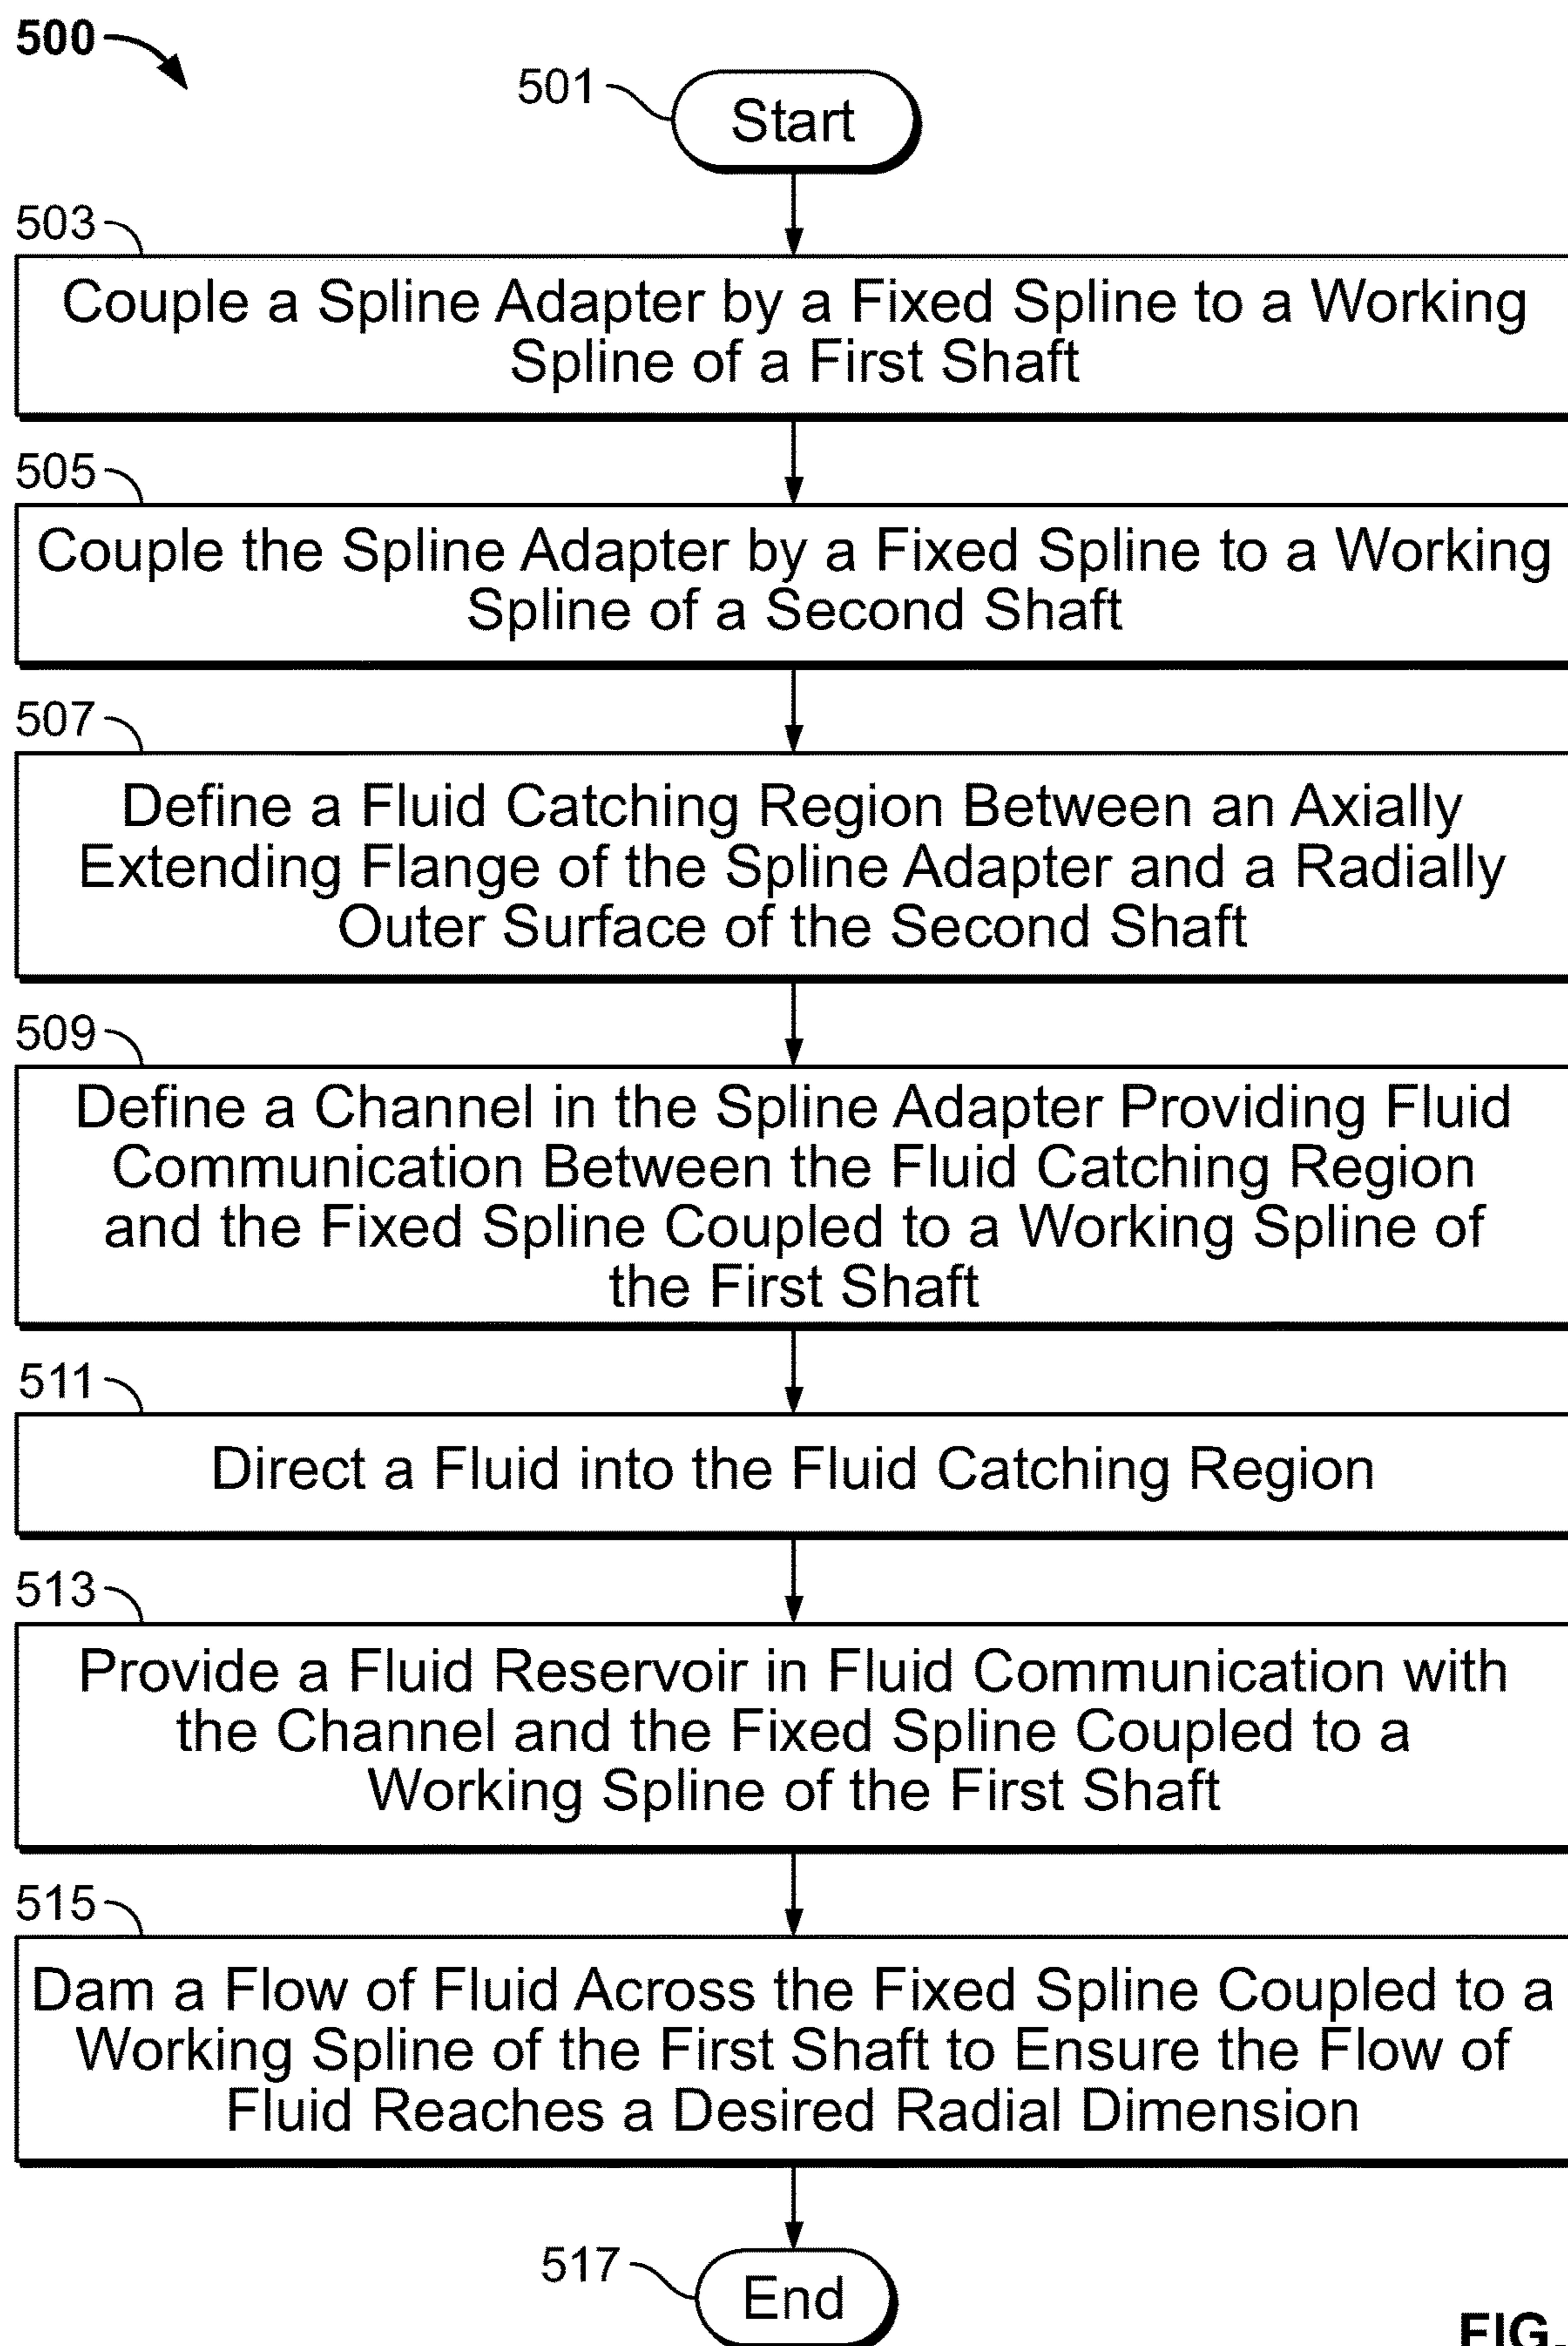 500
501
Start
503
Couple a Spline Adapter by a Fixed Spline to a Working
Spline of a First Shaft
505
Couple the Spline Adapter by a Fixed Spline to a Working
Spline of a Second Shaft
507
Define a Fluid Catching Region Between an Axially
Extending Flange of the Spline Adapter and a Radially
Outer Surface of the Second Shaft
509
Define a Channel in the Spline Adapter Providing Fluid
Communication Between the Fluid Catching Region
and the Fixed Spline Coupled to a Working Spline of
the First Shaft
511
Direct a Fluid into the Fluid Catching Region
513
Provide a Fluid Reservoir in Fluid Communication with
the Channel and the Fixed Spline Coupled to a
Working Spline of the First Shaft
515
Dam a Flow of Fluid Across the Fixed Spline Coupled to a
Working Spline of the First Shaft to Ensure the Flow of
Fluid Reaches a Desired Radial Dimension
517
End
FIG.